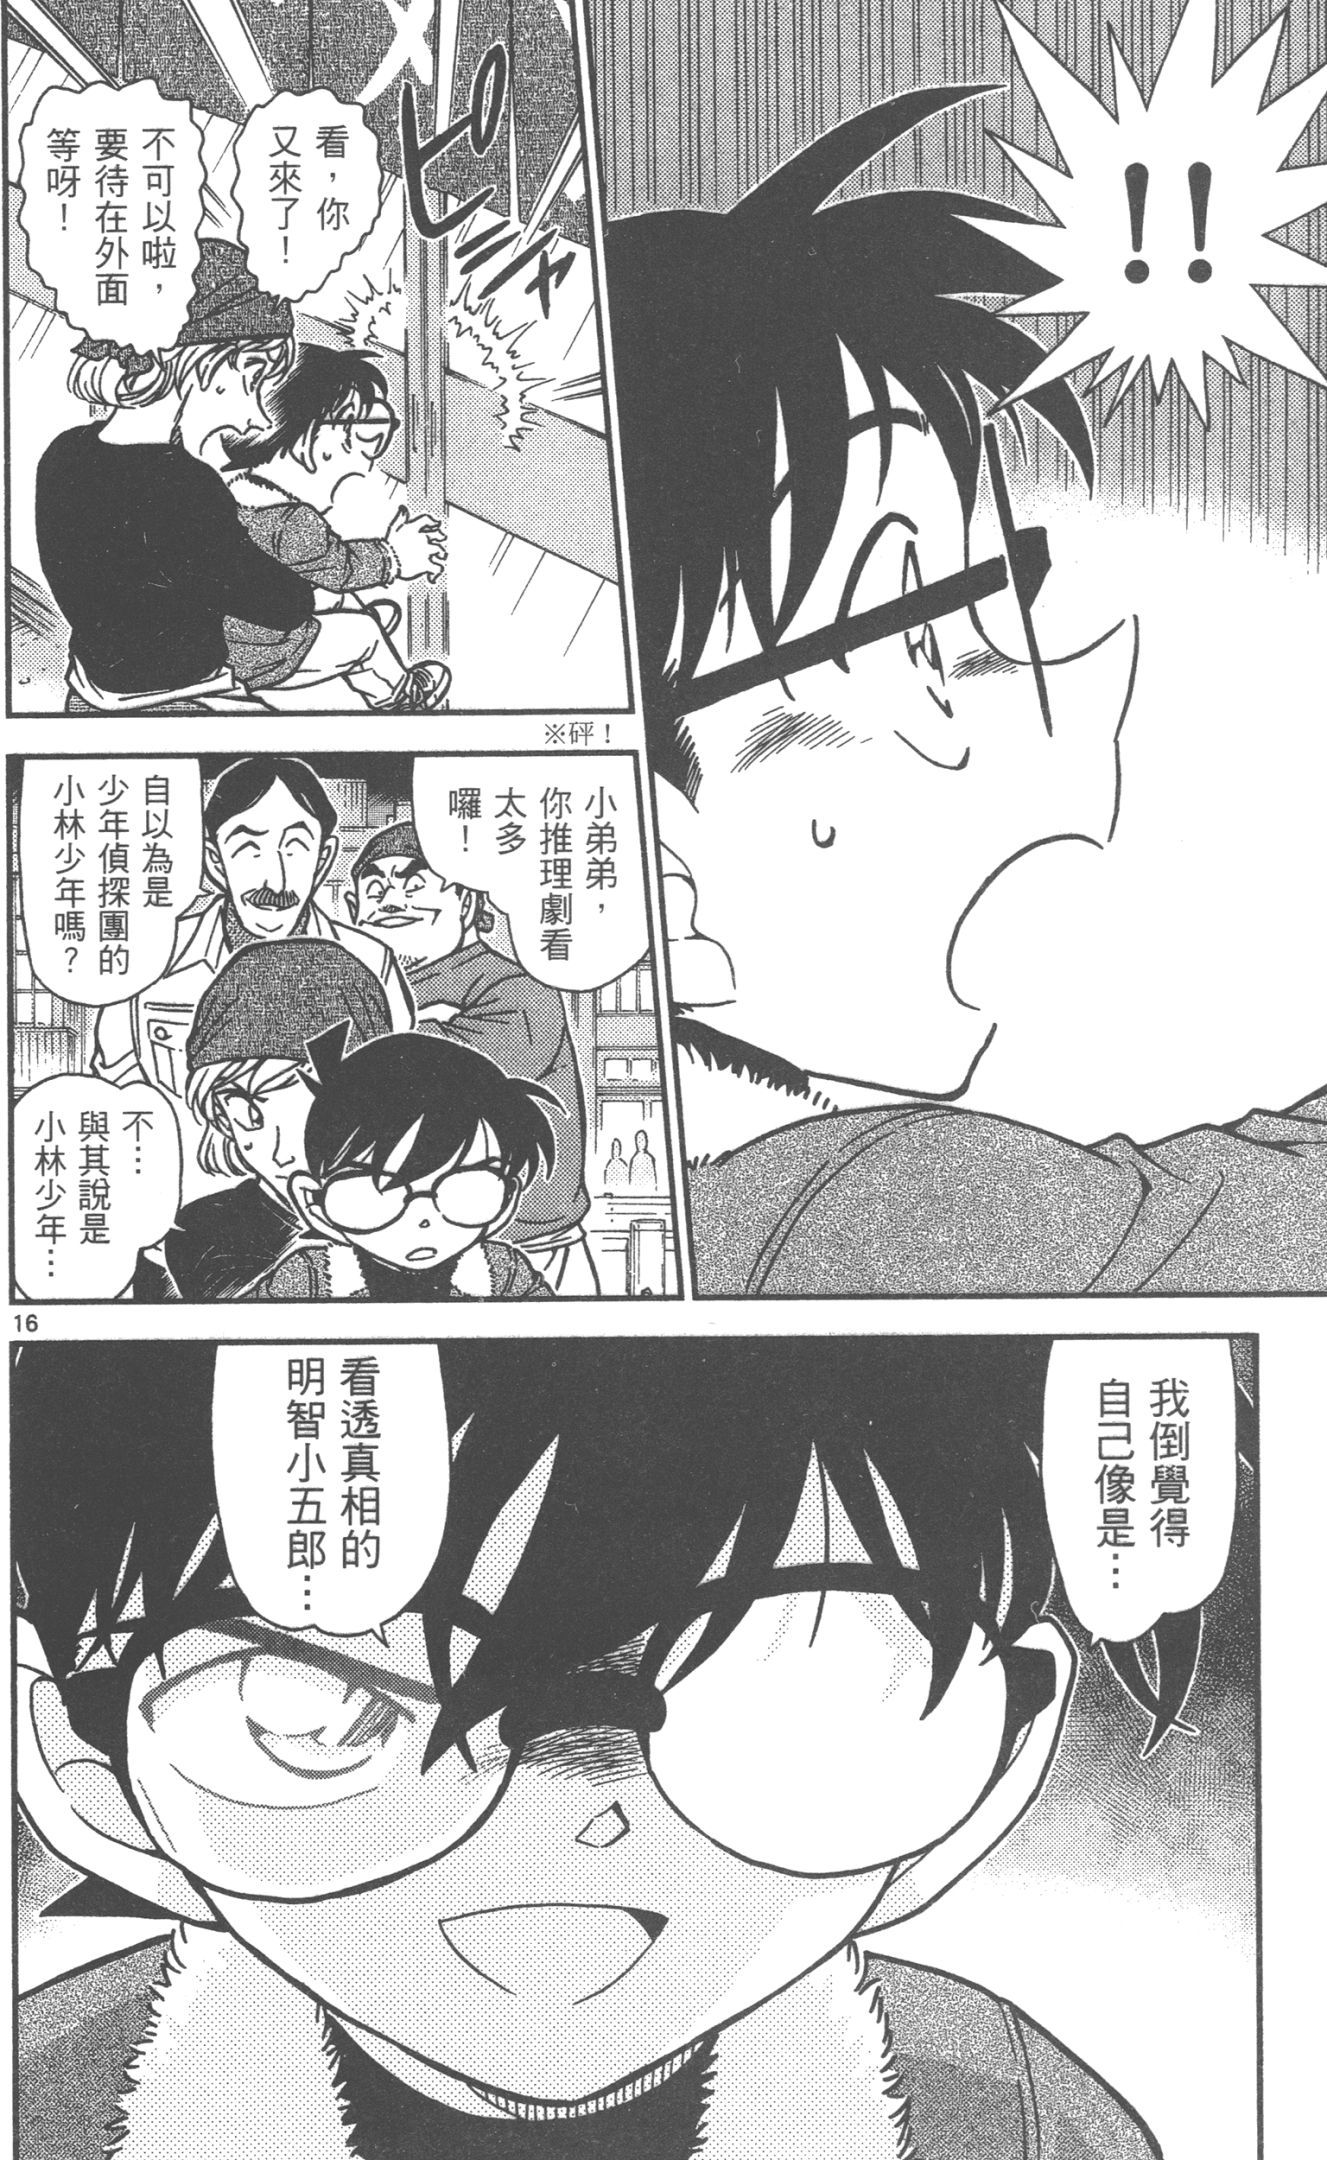 !!
看，你
又來了！
不可以啦，
要待在外面
等呀！
ピシャ
※砰！
小弟弟，
你推理劇看
太多
囉！
自以為是
少年偵探團的
小林少年嗎？
不…
與其說是
小林少年…
16
我倒覺得
自己像是…
看透真相的
明智小五郎…